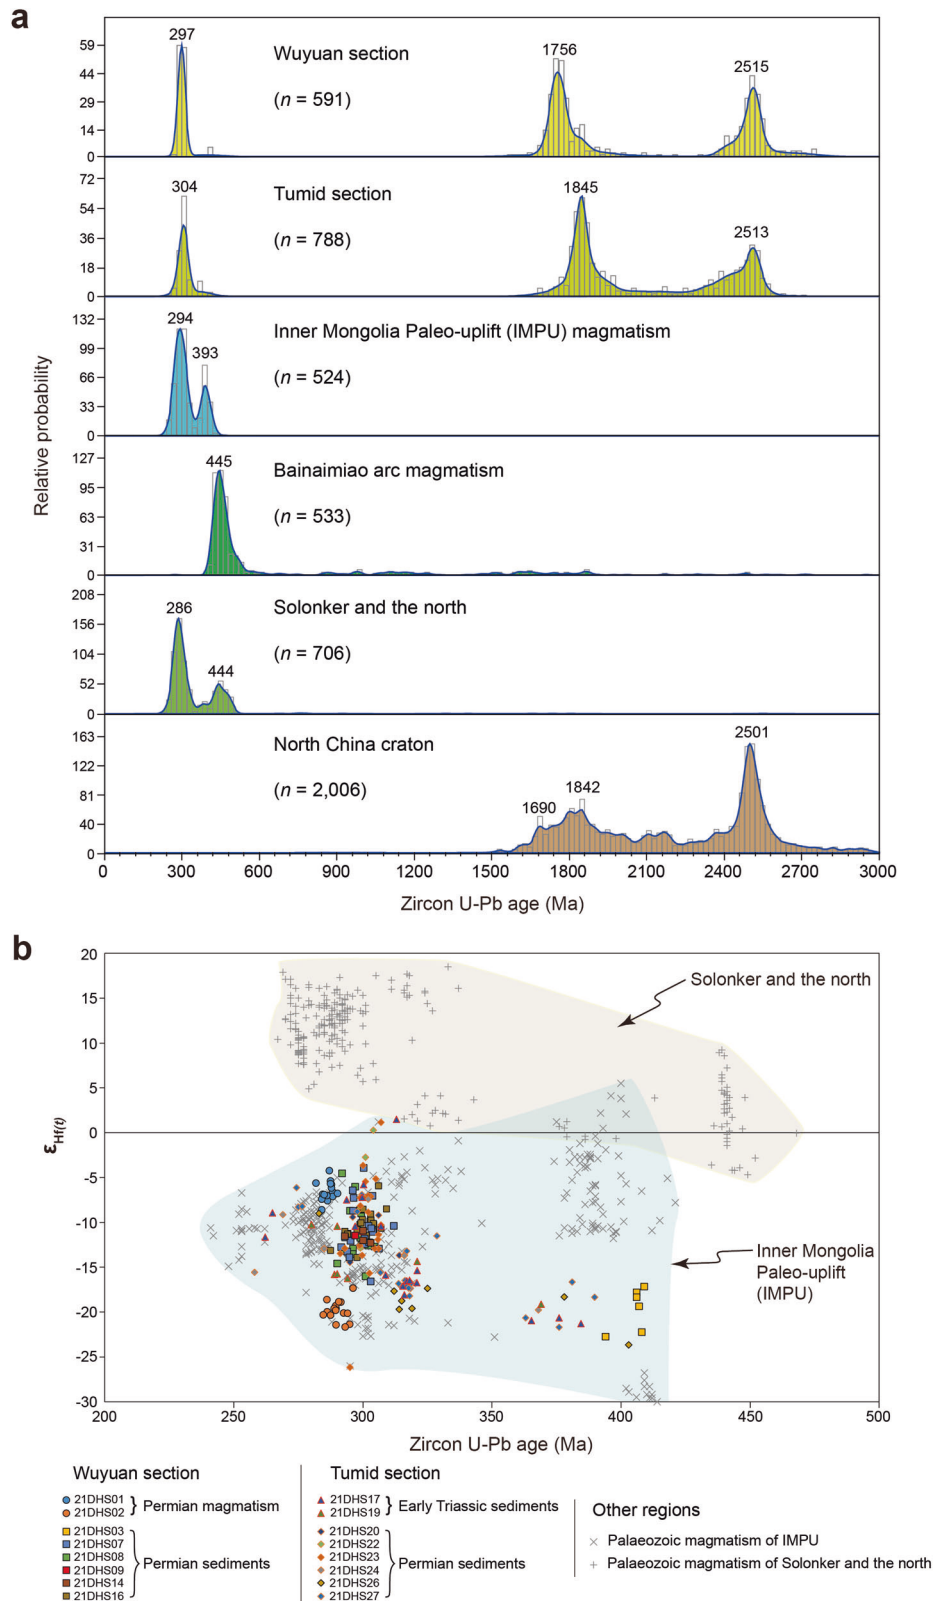 a
Relative probability
59
44
29
14
0
297
1756
2515
Wuyuan section
(n = 591)
72
54
36
18
0
304
1845
2513
Tumid section
(n = 788)
132
99
66
33
0
294
393
Inner Mongolia Paleo-uplift (IMPU) magmatism
(n = 524)
127
95
63
31
0
445
Bainaimiao arc magmatism
(n = 533)
208
156
104
52
0
286
444
Solonker and the north
(n = 706)
163
122
81
40
0
1690
1842
2501
North China craton
(n = 2,006)
0 300 600 900 1200 1500 1800 2100 2400 2700 3000
Zircon U-Pb age (Ma)
b
εHf(t)
20
15
10
5
0
-5
-10
-15
-20
-25
-30
Solonker and the north
Inner Mongolia
Paleo-uplift
(IMPU)
200 250 300 350 400 450 500
Zircon U-Pb age (Ma)
Wuyuan section
21DHS01
21DHS02
Permian magmatism
21DHS03
21DHS07
21DHS08
21DHS09
21DHS14
21DHS16
Permian sediments
Tumid section
21DHS17
21DHS19
Early Triassic sediments
21DHS20
21DHS22
21DHS23
21DHS24
21DHS26
21DHS27
Permian sediments
Other regions
Palaeozoic magmatism of IMPU
Palaeozoic magmatism of Solonker and the north